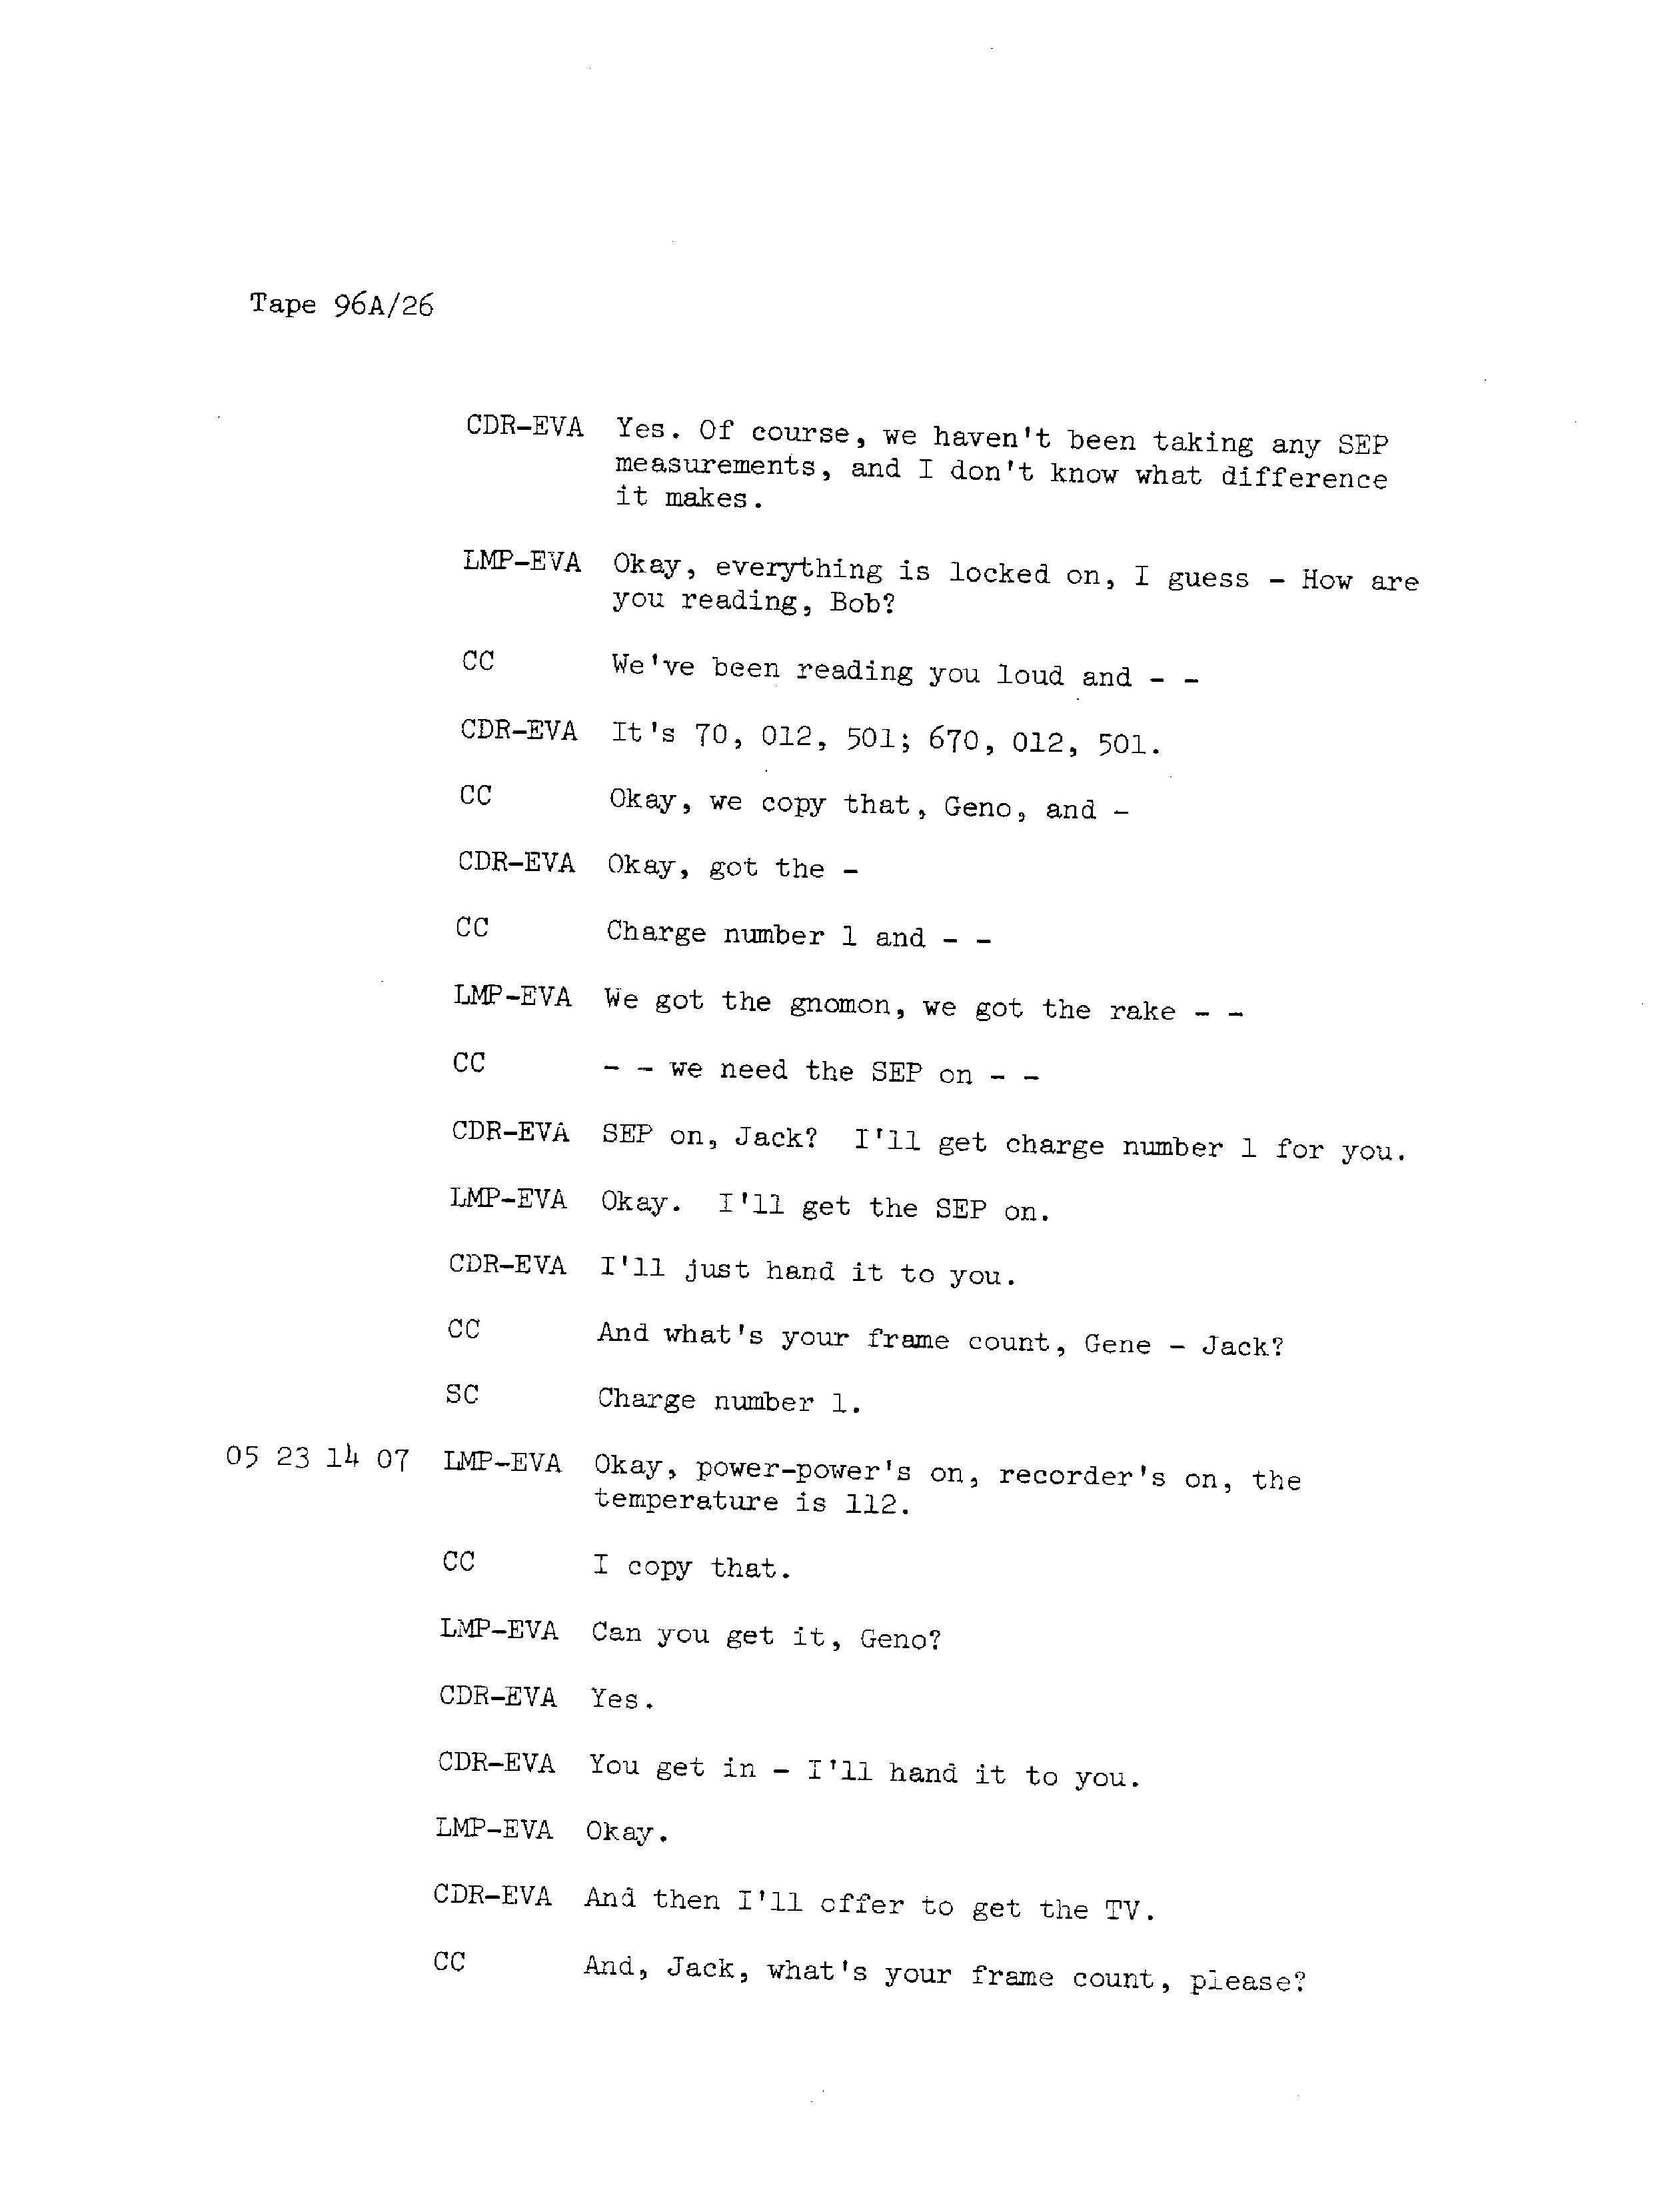 Tape 96A/26
CDR-EVA Yes. Of course, we haven't been taking any SEP
measurements, and I don't know what difference
it makes.
LMP-EVA Okay, everything is locked on, I guess - How are
you reading, Bob?
CC We've been reading you loud and - -
CDR-EVA It's 70, 012, 501; 670, 012, 501.
CC Okay, we copy that, Geno, and -
CDR-EVA Okay, got the -
CC Charge number 1 and - -
LMP-EVA We got the gnomon, we got the rake - -
CC - - we need the SEP on - -
CDR-EVA SEP on, Jack? I'll get charge number 1 for you.
LMP-EVA Okay. I'll get the SEP on.
CDR-EVA I'll just hand it to you.
CC And what's your frame count, Gene - Jack?
SC Charge number 1.
05 23 14 07 LMP-EVA Okay, power-power's on, recorder's on, the
temperature is 112.
CC I copy that.
LMP-EVA Can you get it, Geno?
CDR-EVA Yes.
CDR-EVA You get in - I'll hand it to you.
LMP-EVA Okay.
CDR-EVA And then I'll offer to get the TV.
CC And, Jack, what's your frame count, please?